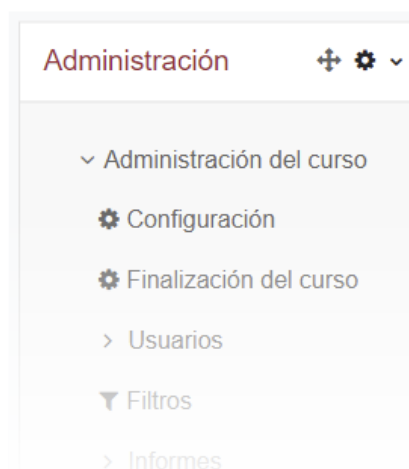 Administración
Administración del curso
Configuración
Finalización del curso
Usuarios
Filtros
Informes